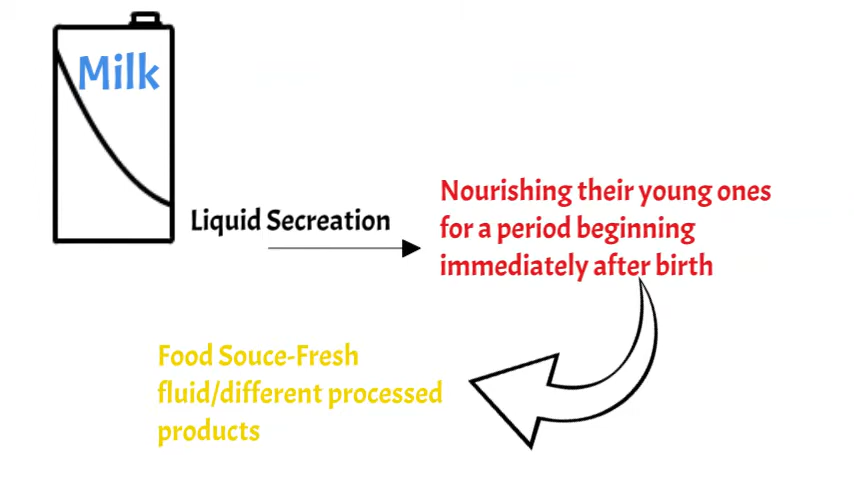 Milk
Liquid Secreation
Nourishing their young ones
for a period beginning
immediately after birth
Food Souce-Fresh
fluid/different processed
products